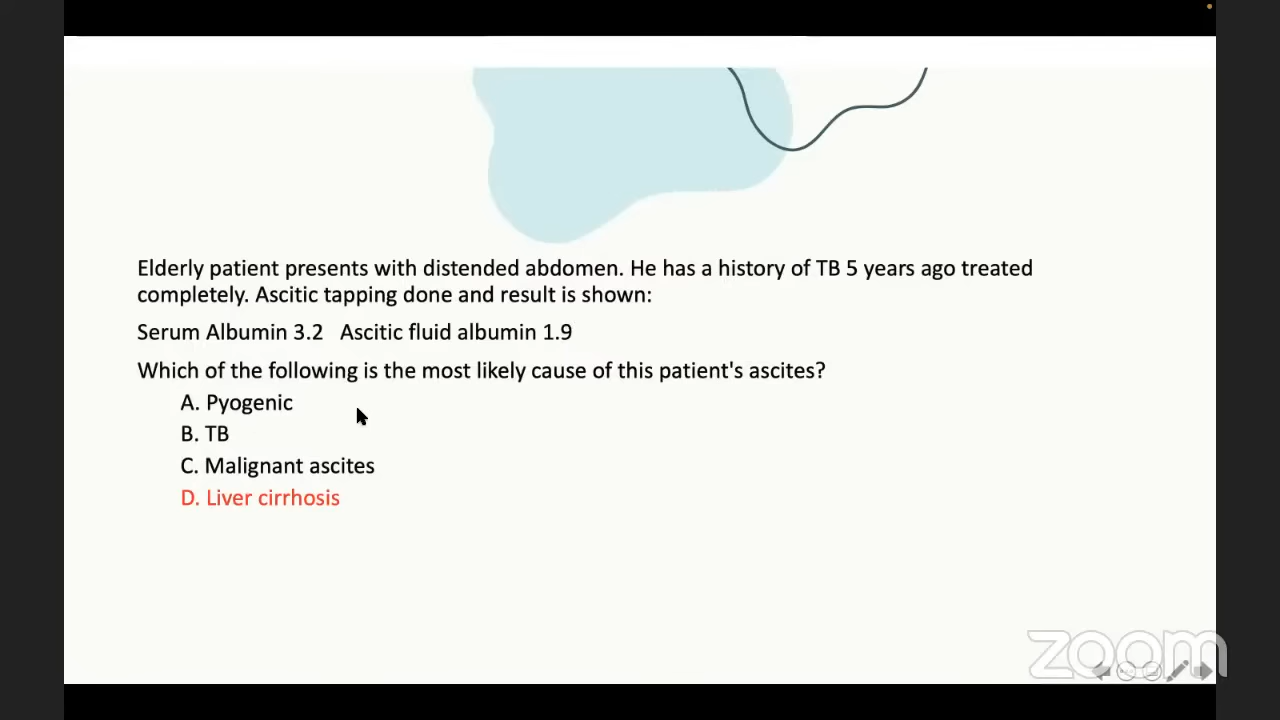 Elderly patient presents with distended abdomen. He has a history of TB 5 years ago treated
completely. Ascitic tapping done and result is shown:
Serum Albumin 3.2   Ascitic fluid albumin 1.9
Which of the following is the most likely cause of this patient's ascites?
A. Pyogenic
B. TB
C. Malignant ascites
D. Liver cirrhosis
zoom